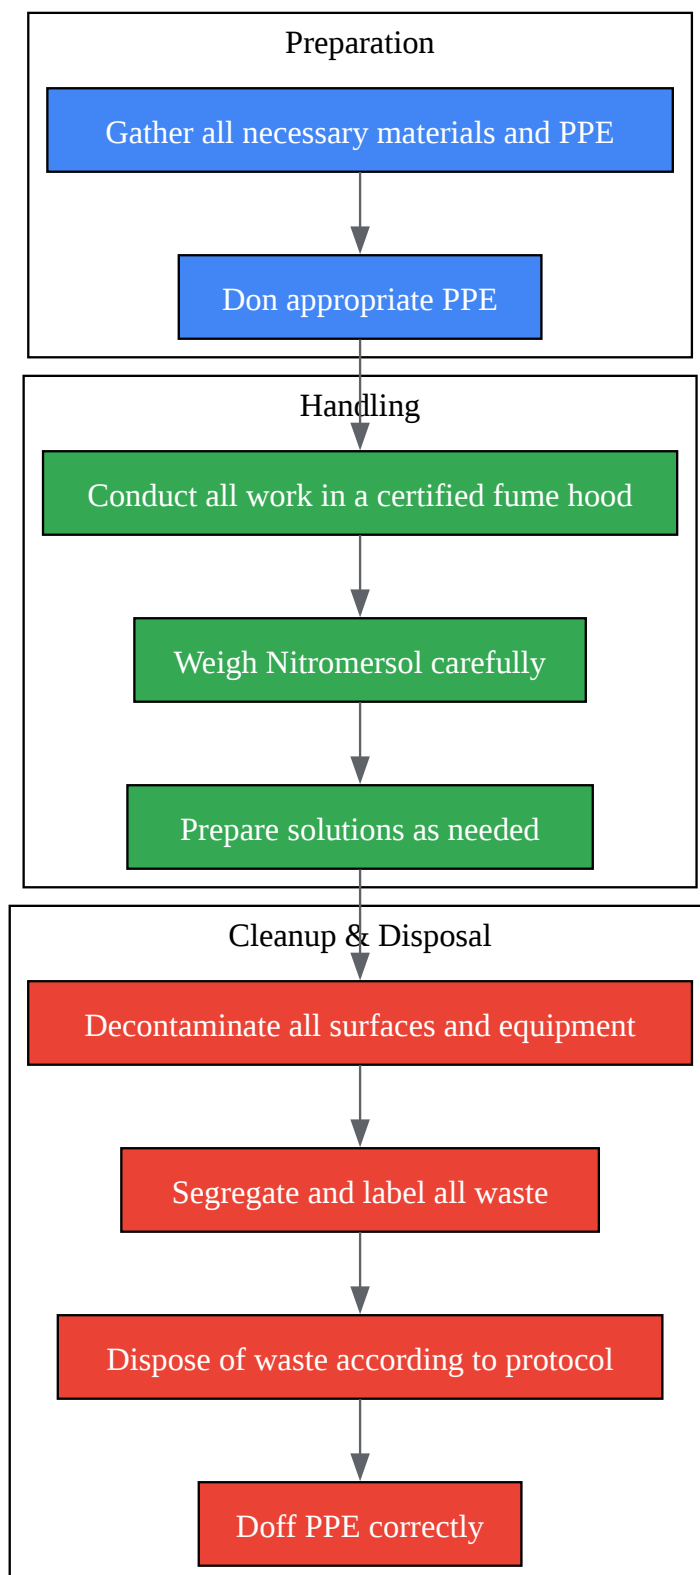 Preparation
Gather all necessary materials and PPE
Don appropriate PPE
Handling
Conduct all work in a certified fume hood
Weigh Nitromersol carefully
Prepare solutions as needed
Cleanup & Disposal
Decontaminate all surfaces and equipment
Segregate and label all waste
Dispose of waste according to protocol
Doff PPE correctly